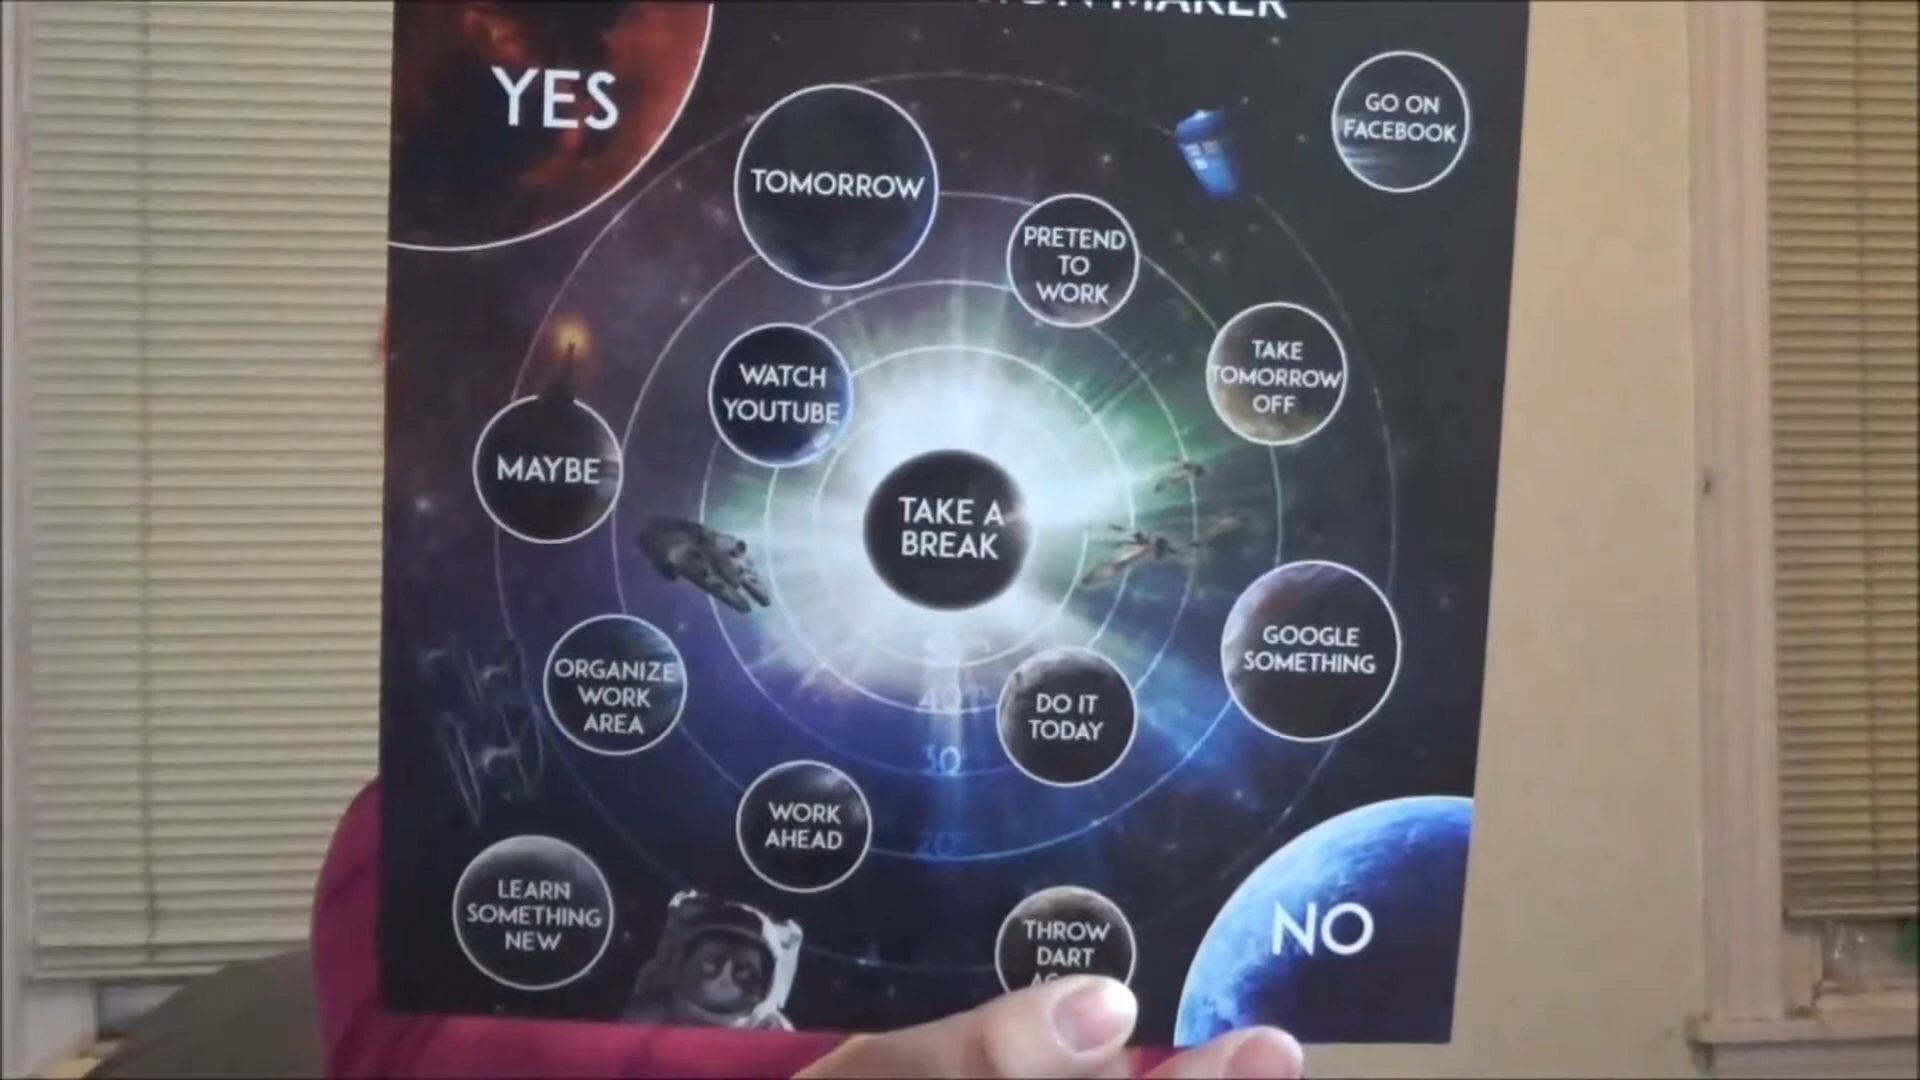 MAKER
YES
GO ON
FACEBOOK
TOMORROW
PRETEND
TO
WORK
TAKE
TOMORROW
OFF
WATCH
YOUTUBE
MAYBE
TAKE A
BREAK
GOOGLE
SOMETHING
ORGANIZE
WORK
AREA
DO IT
TODAY
WORK
AHEAD
LEARN
SOMETHING
NEW
THROW
DART
NO